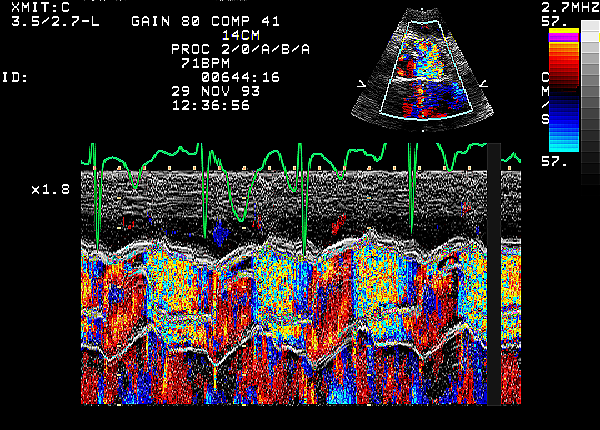 XMIT:C
2.7MHZ
3.5/2.7-L GAIN 80 COMP 41
57.
14CM
PROC 2/0/A/B/A
71BPM
ID: 00644:16
C
M
/
S
29 NOV 93
12:36:56
57.
x1.8